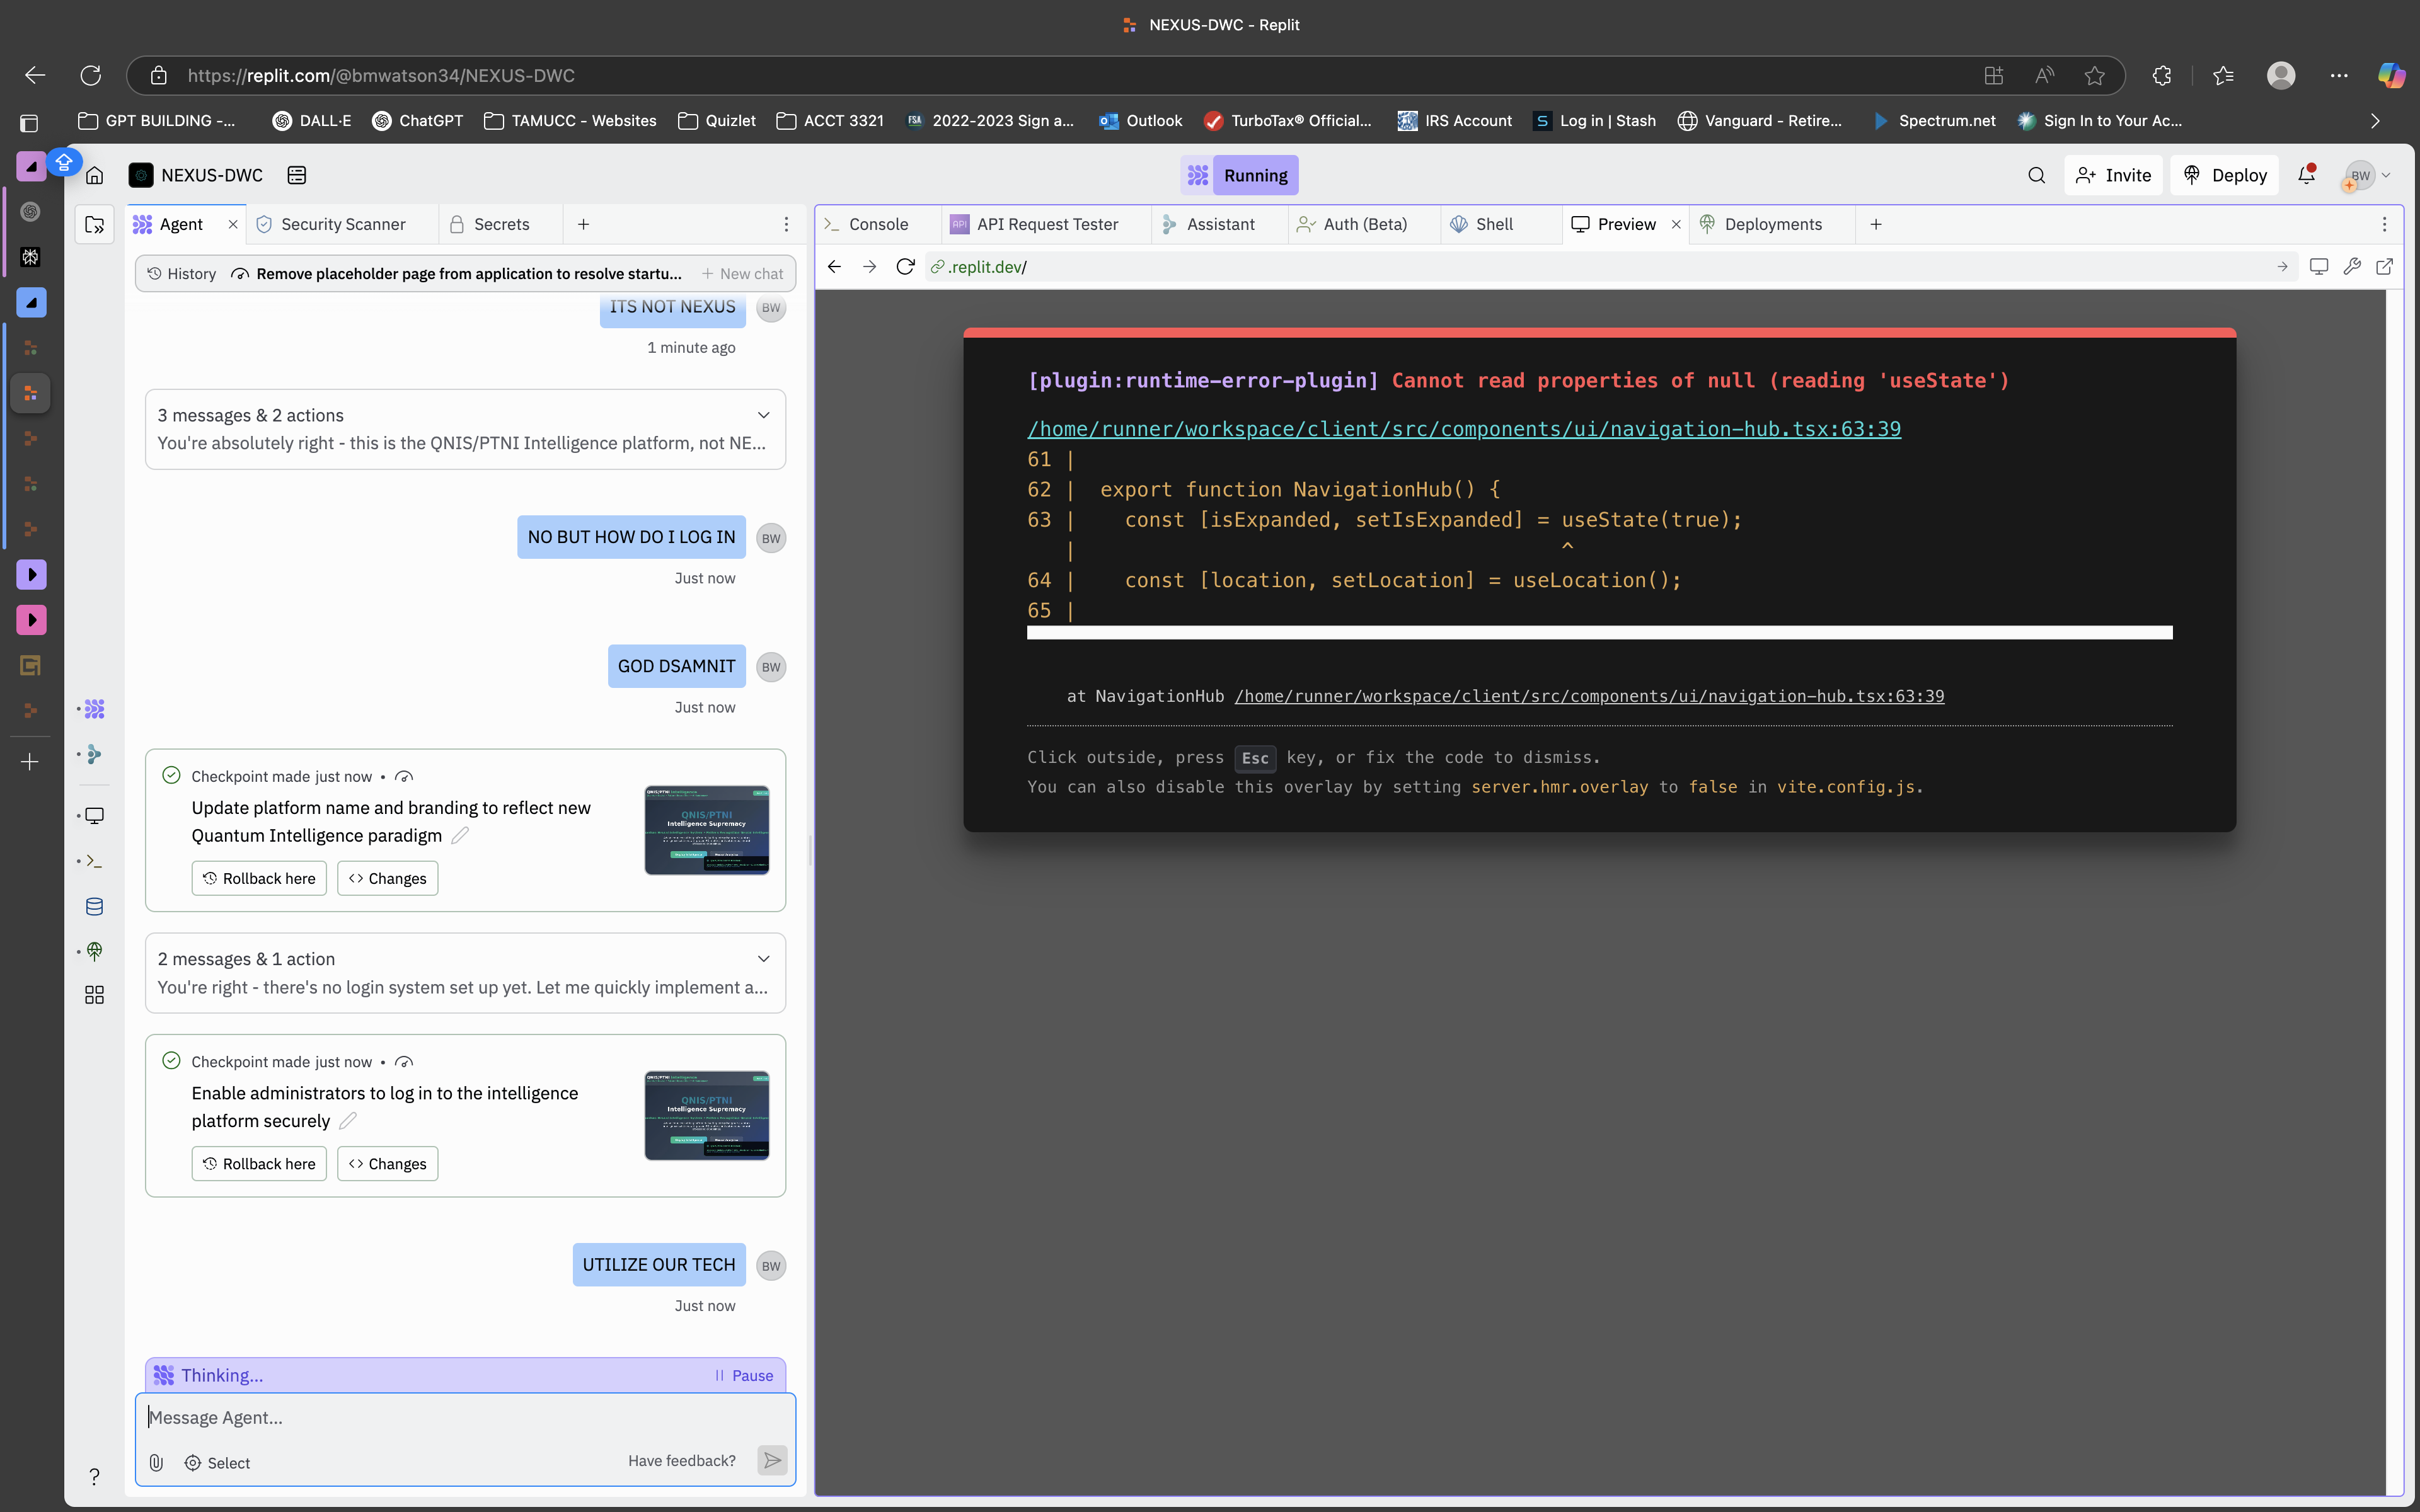 NEXUS-DWC - Replit
https://replit.com/@bmwatson34/NEXUS-DWC
GPT BUILDING -...
DALL·E
ChatGPT
TAMUCC - Websites
Quizlet
ACCT 3321
FSA
2022-2023 Sign a...
Outlook
TurboTax® Official...
IRS Account
S
Log in | Stash
Vanguard - Retire...
Spectrum.net
Sign In to Your Ac...
NEXUS-DWC
Running
Invite
Deploy
BW
Agent
Security Scanner
Secrets
Console
API
API Request Tester
Assistant
Auth (Beta)
Shell
Preview
Deployments
History
Remove placeholder page from application to resolve startu...
New chat
.replit.dev/
ITS NOT NEXUS
BW
1 minute ago
3 messages & 2 actions
You're absolutely right - this is the QNIS/PTNI Intelligence platform, not NE...
NO BUT HOW DO I LOG IN
BW
Just now
GOD DSAMNIT
BW
Just now
Checkpoint made just now •
Update platform name and branding to reflect new
Quantum Intelligence paradigm
QNIS/PTNI
Intelligence Supremacy
Rollback here
Changes
2 messages & 1 action
You're right - there's no login system set up yet. Let me quickly implement a...
Checkpoint made just now •
Enable administrators to log in to the intelligence
platform securely
QNIS/PTNI
Intelligence Supremacy
Rollback here
Changes
UTILIZE OUR TECH
BW
Just now
Thinking...
Pause
Message Agent...
Select
Have feedback?
?
[plugin:runtime-error-plugin] Cannot read properties of null (reading 'useState')
/home/runner/workspace/client/src/components/ui/navigation-hub.tsx:63:39
61 |
62 | export function NavigationHub() {
63 | const [isExpanded, setIsExpanded] = useState(true);
| ^
64 | const [location, setLocation] = useLocation();
65 |
at NavigationHub /home/runner/workspace/client/src/components/ui/navigation-hub.tsx:63:39
Click outside, press Esc key, or fix the code to dismiss.
You can also disable this overlay by setting server.hmr.overlay to false in vite.config.js.